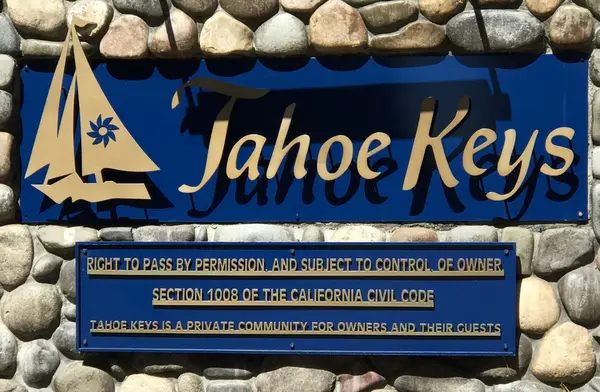 Tahoe Keys
RIGHT TO PASS BY PERMISSION, AND SUBJECT TO CONTROL, OF OWNER.
SECTION 1008 OF THE CALIFORNIA CIVIL CODE
TAHOE KEYS IS A PRIVATE COMMUNITY FOR OWNERS AND THEIR GUESTS